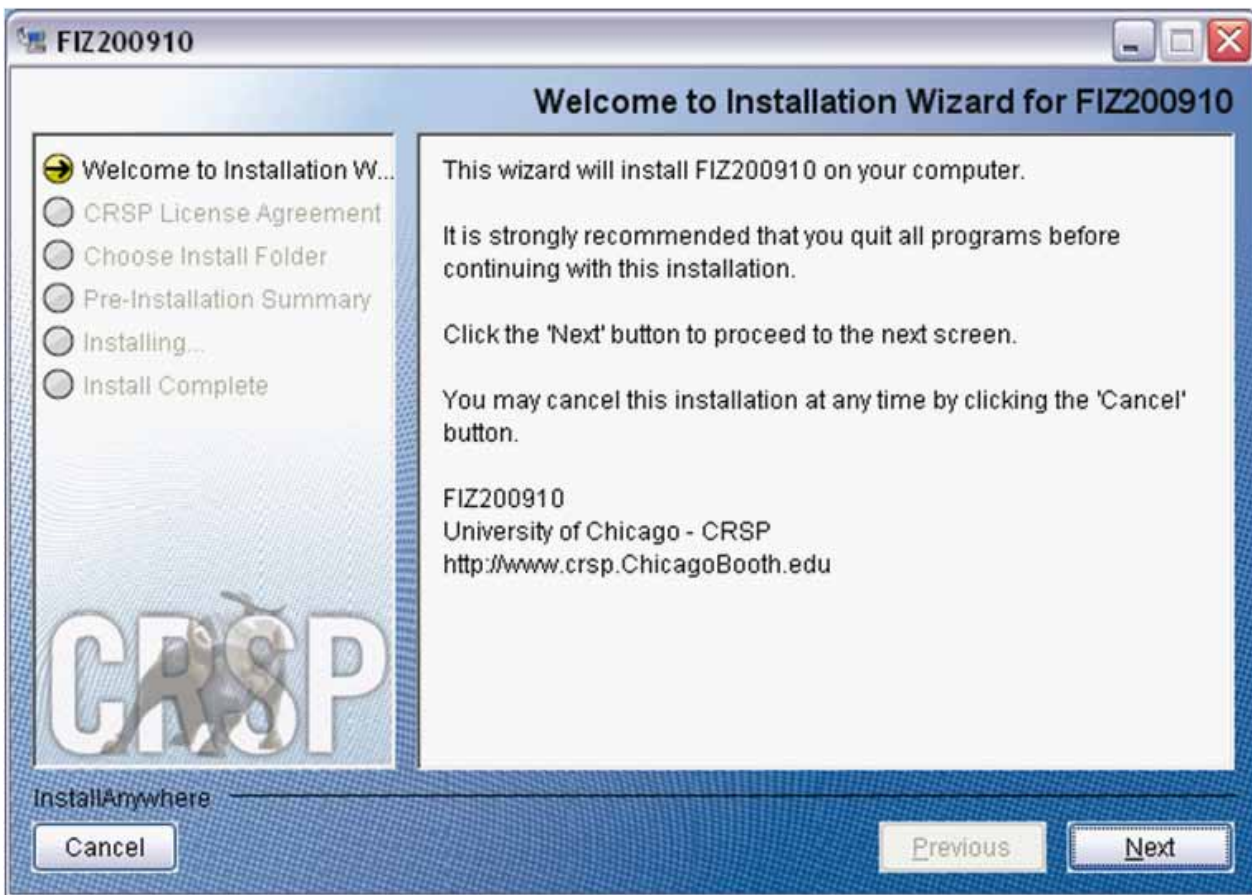 FIZ200910
Welcome to Installation Wizard for FIZ200910
Welcome to Installation W...
CRSP License Agreement
Choose Install Folder
Pre-Installation Summary
Installing...
Install Complete
CRSP
This wizard will install FIZ200910 on your computer.
It is strongly recommended that you quit all programs before
continuing with this installation.
Click the 'Next' button to proceed to the next screen.
You may cancel this installation at any time by clicking the 'Cancel'
button.
FIZ200910
University of Chicago - CRSP
http://www.crsp.ChicagoBooth.edu
InstallAnywhere
Cancel
Previous
Next